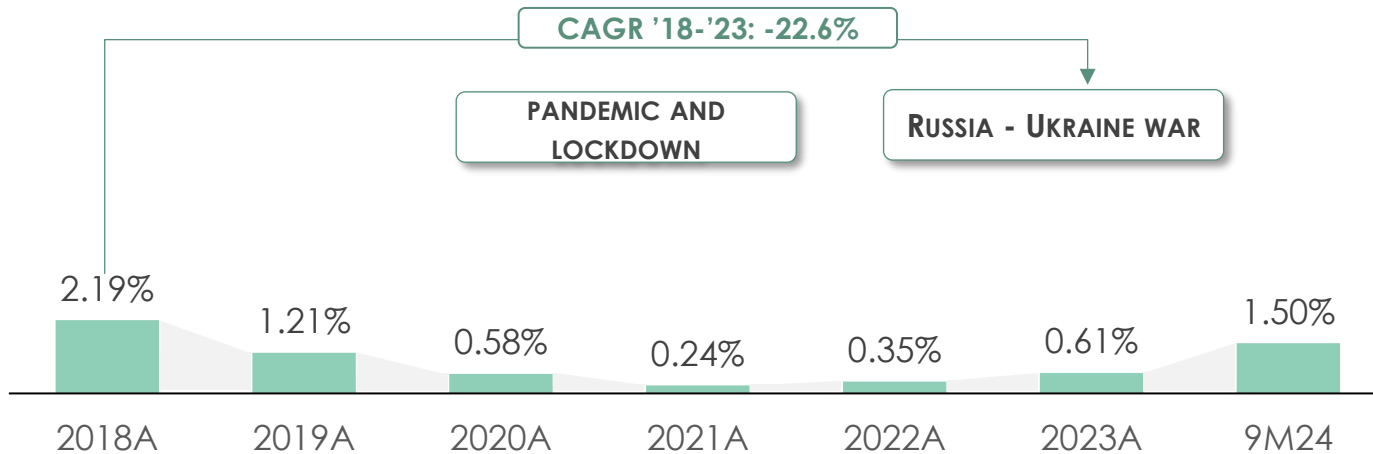 CAGR ’18-’23: -22.6%
PANDEMIC AND
LOCKDOWN
RUSSIA - UKRAINE WAR
2.19%
1.21%
0.58%
0.24%
0.35%
0.61%
1.50%
2018A
2019A
2020A
2021A
2022A
2023A
9M24